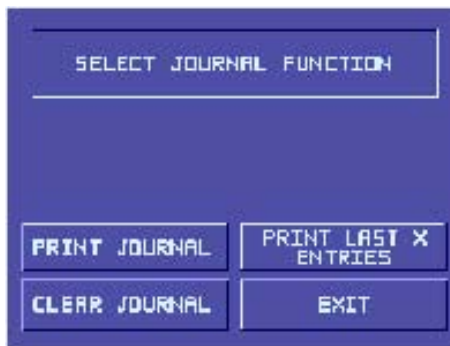 SELECT JOURNAL FUNCTION
PRINT JOURNAL
PRINT LAST X
ENTRIES
CLEAR JOURNAL
EXIT